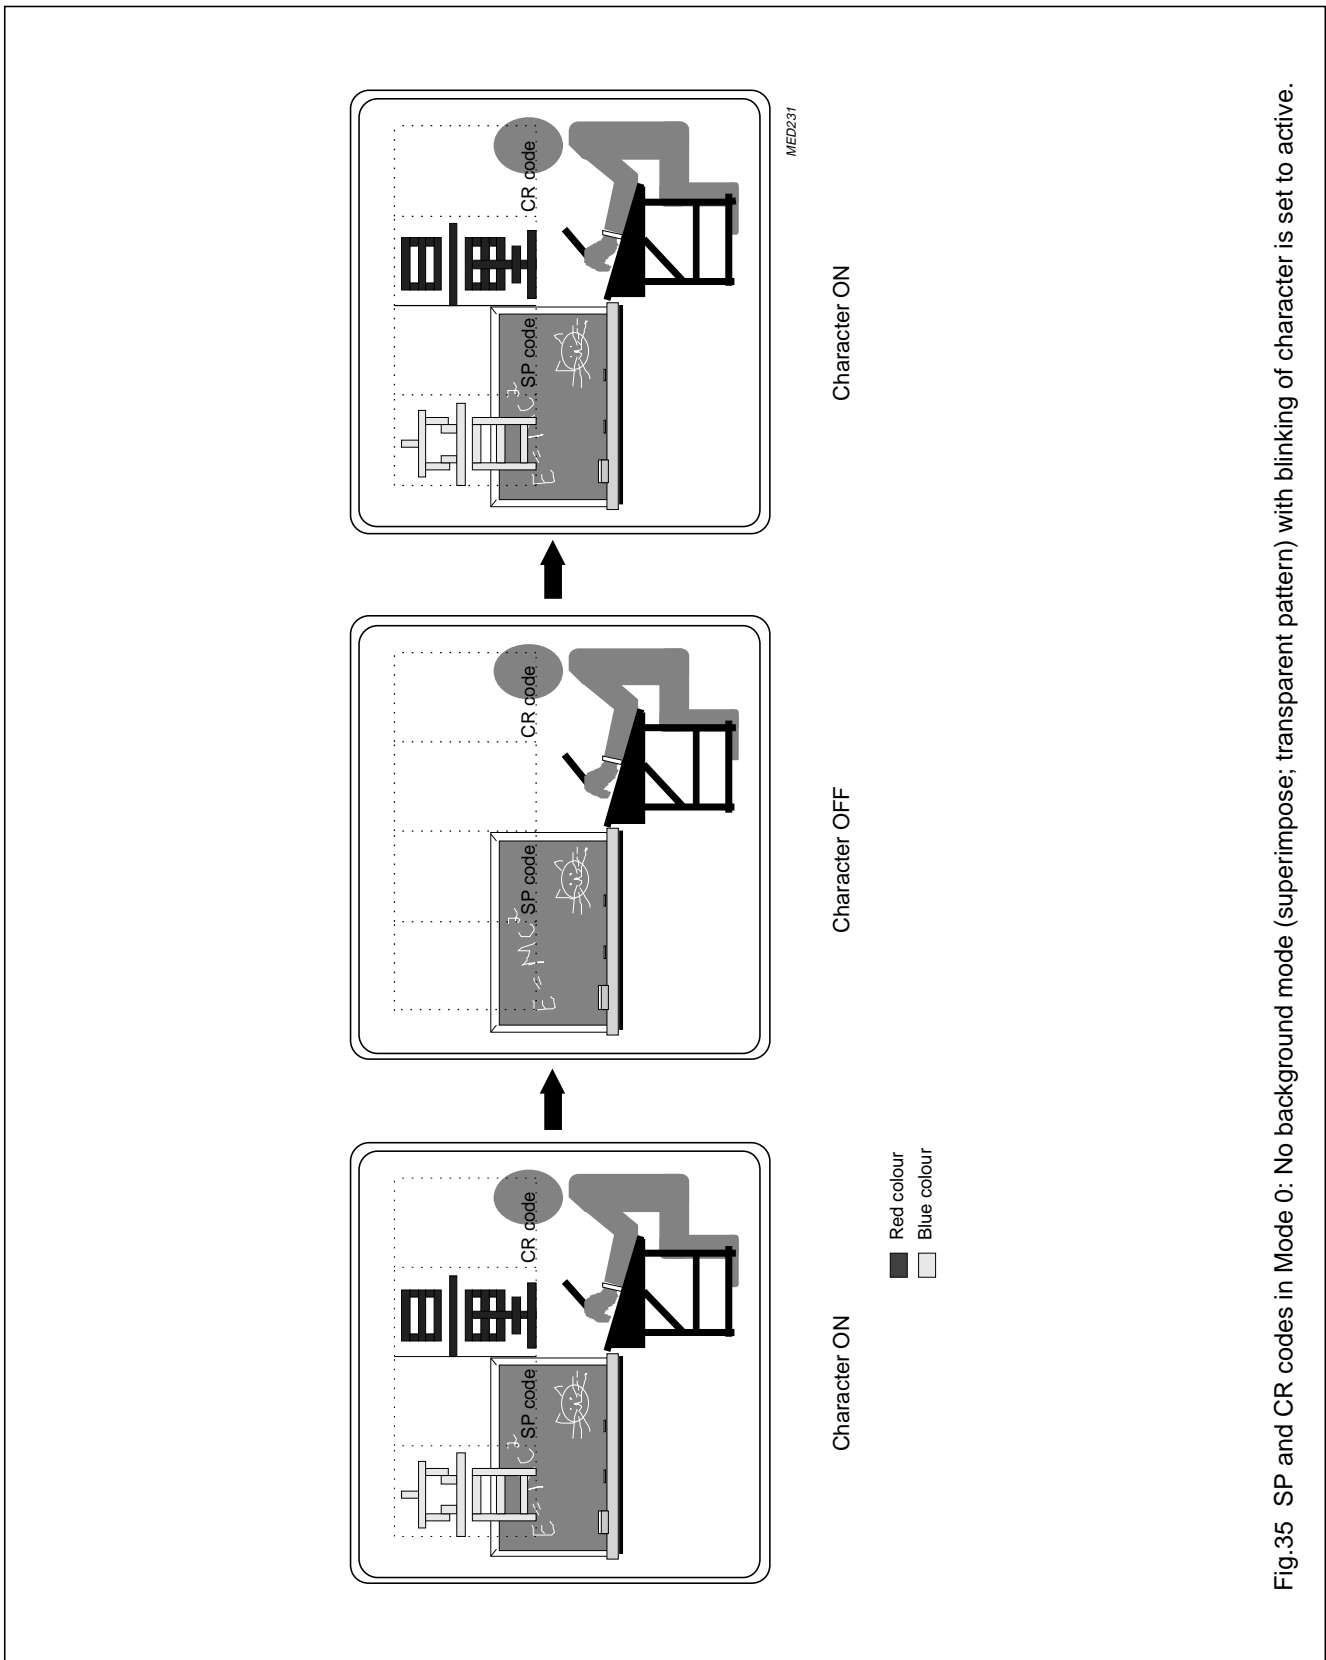 SP code CR code
SP code CR code
E=MC²
SP code CR code
MED231
Character ON
Character OFF
Character ON
Red colour
Blue colour
Fig.35 SP and CR codes in Mode 0: No background mode (superimpose; transparent pattern) with blinking of character is set to active.